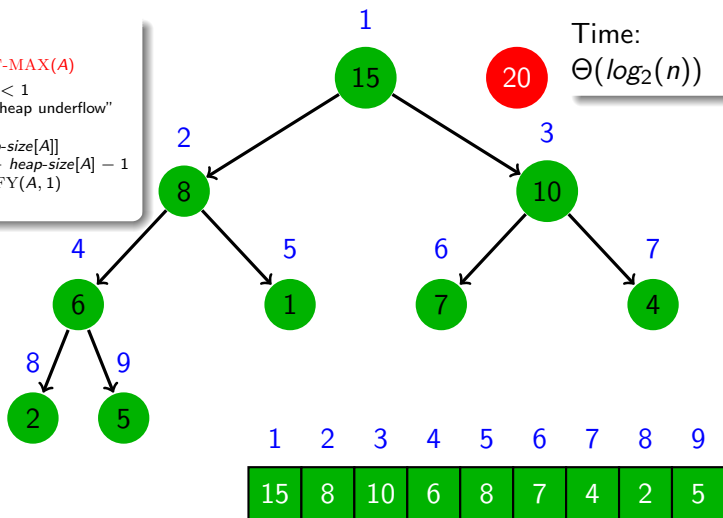 1
-MAX(A)
< 1
heap underflow"
-size[A]]
heap-size[A] − 1
FY(A, 1)
15
20
Time:
Θ(log₂(n))
2
3
8
10
4
5
6
7
6
1
7
4
8
9
2
5
1 2 3 4 5 6 7 8 9
15 8 10 6 8 7 4 2 5